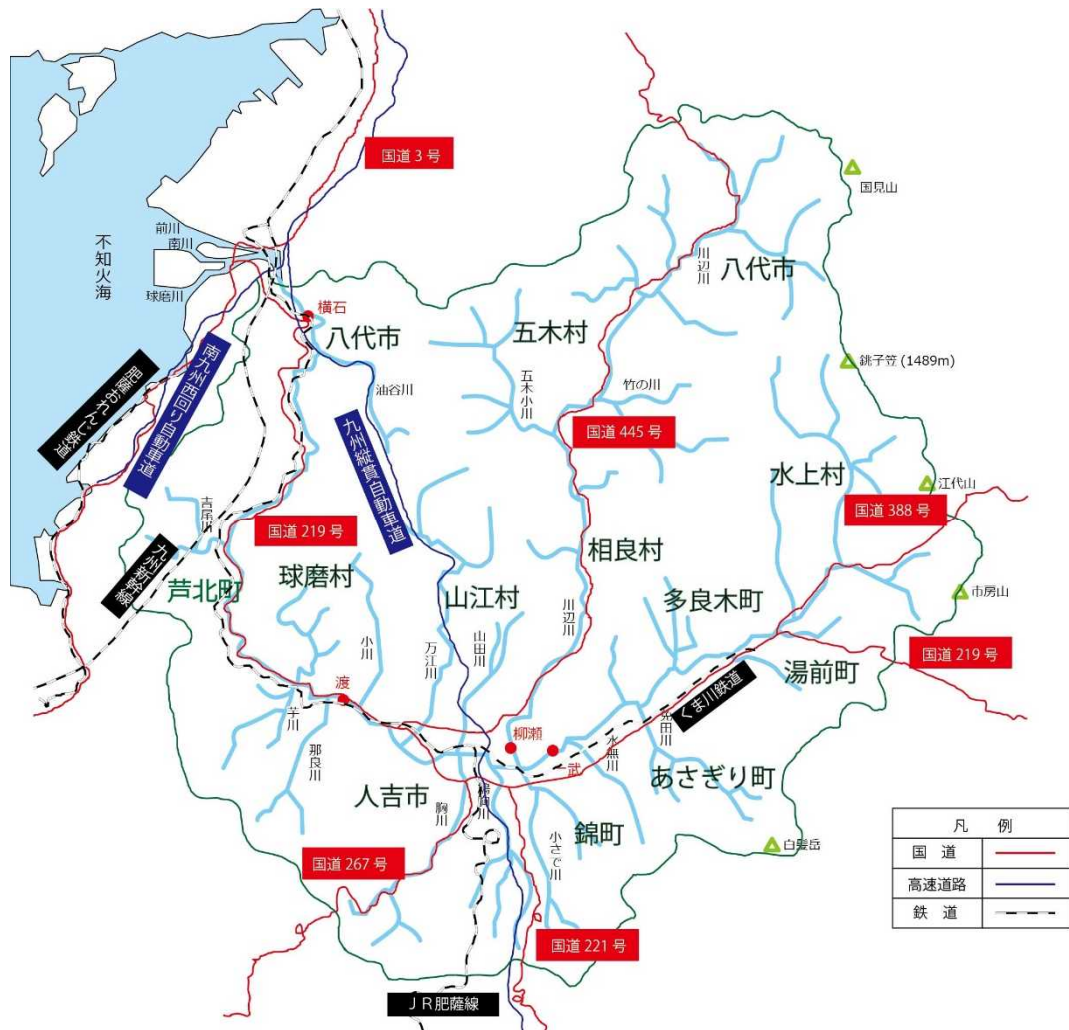 国道 3 号
国見山
前川
南川
不知火海
川辺川
八代市
球磨川
横石
八代市
五木村
銚子笠 (1489m)
油谷川
五木小川
竹の川
肥薩おれんじ鉄道
南九州西回り自動車道
国道 445 号
九州縦貫自動車道
水上村
江代山
吉尾川
国道 388 号
国道 219 号
相良村
九州新幹線
芦北町
球磨村
山江村
多良木町
市房山
川辺川
小川
万江川
山田川
国道 219 号
湯前町
渡
くま川鉄道
芋川
柳瀬
免田川
那良川
水無川
武
あさぎり町
人吉市
鳩胸川
胸川
錦町
小さで川
白髪岳
凡 例
国 道
国道 267 号
高速道路
鉄 道
国道 221 号
ＪＲ肥薩線